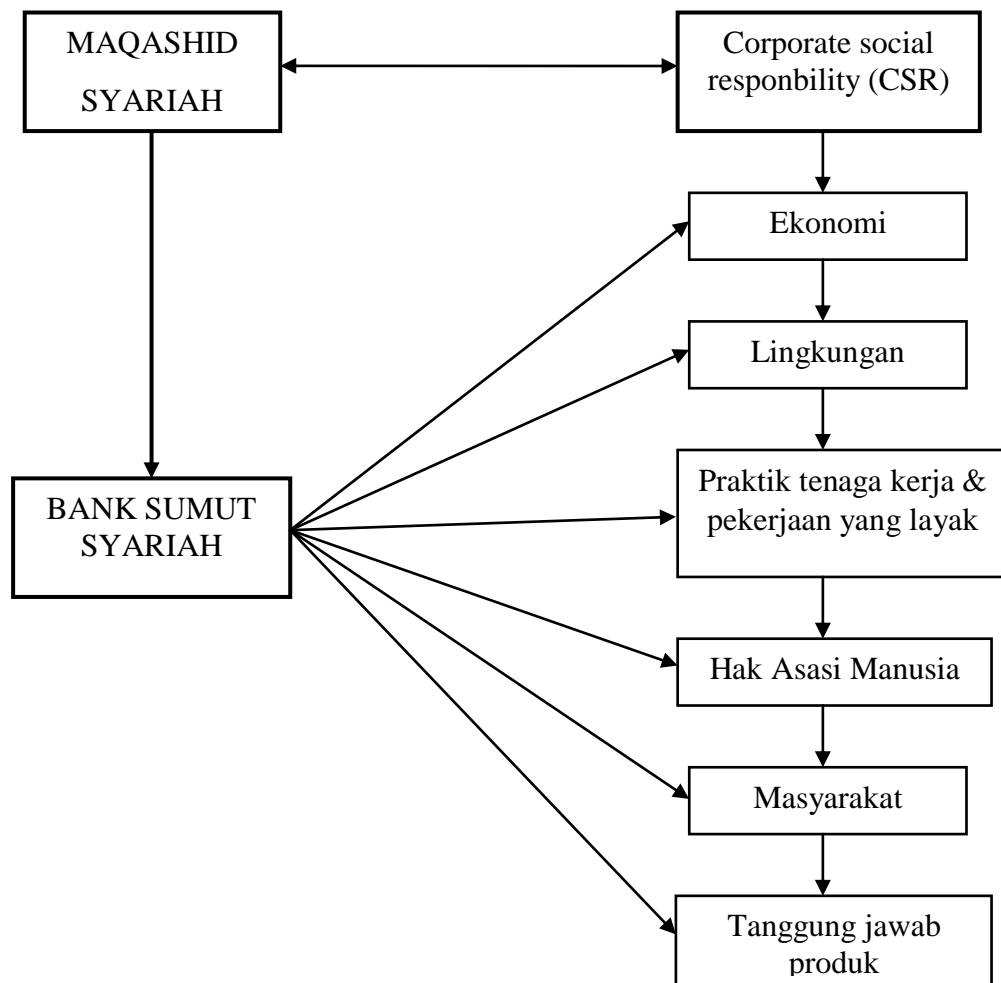 MAQASHID
SYARIAH
Corporate social
responbility (CSR)
Ekonomi
Lingkungan
BANK SUMUT
SYARIAH
Praktik tenaga kerja &
pekerjaan yang layak
Hak Asasi Manusia
Masyarakat
Tanggung jawab
produk